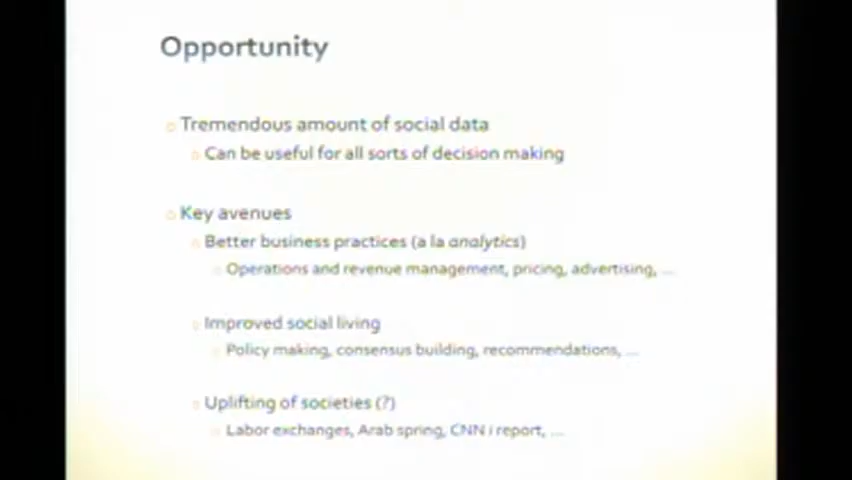 Opportunity
Tremendous amount of social data
Can be useful for all sorts of decision making
Key avenues
Better business practices (a la analytics)
Operations and revenue management, pricing, advertising, ...
Improved social living
Policy making, consensus building, recommendations, ...
Uplifting of societies (?)
Labor exchanges, Arab spring, CNN i report, ...